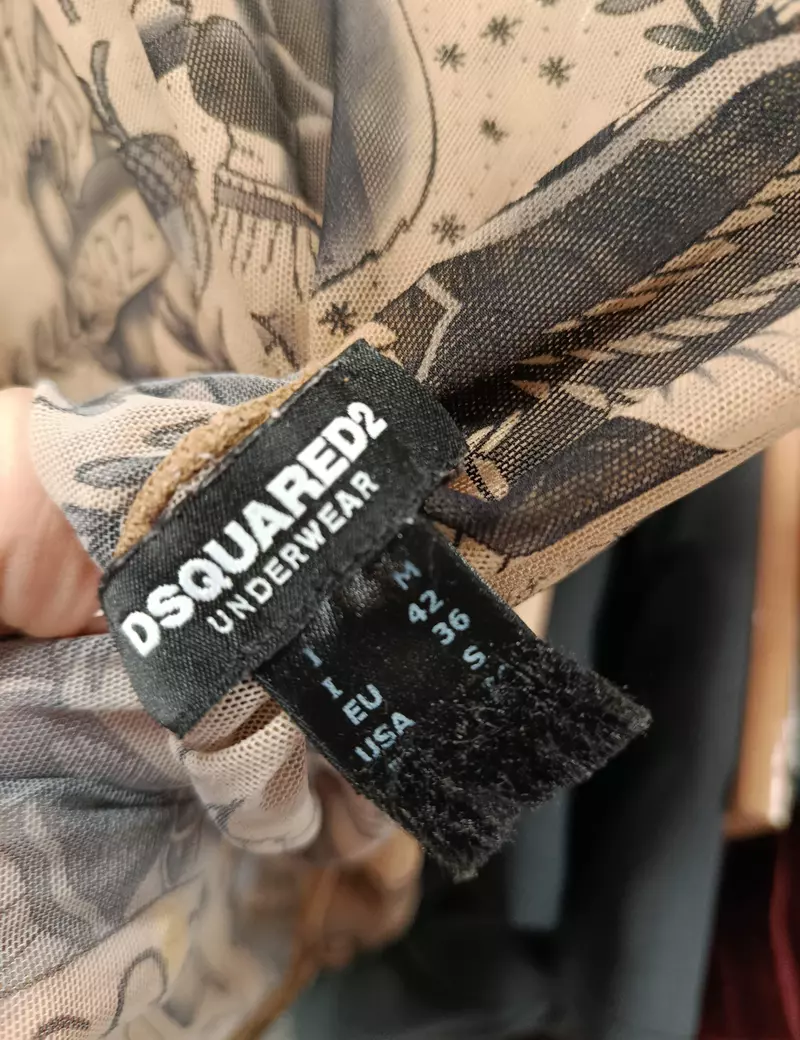 DSQUARED2
UNDERWEAR
I M
I 42
EU 36
USA S